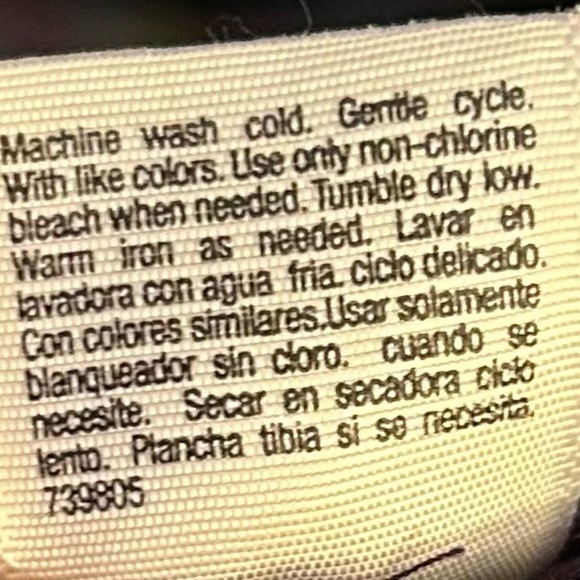 Machine wash cold. Gentle cycle.
With like colors. Use only non-chlorine
bleach when needed. Tumble dry low.
Warm iron as needed. Lavar en
lavadora con agua fria. ciclo delicado.
Con colores similares.Usar solamente
blanqueador sin cloro. cuando se
necesite. Secar en secadora ciclo
lento. Plancha tibia si se necesita.
739805